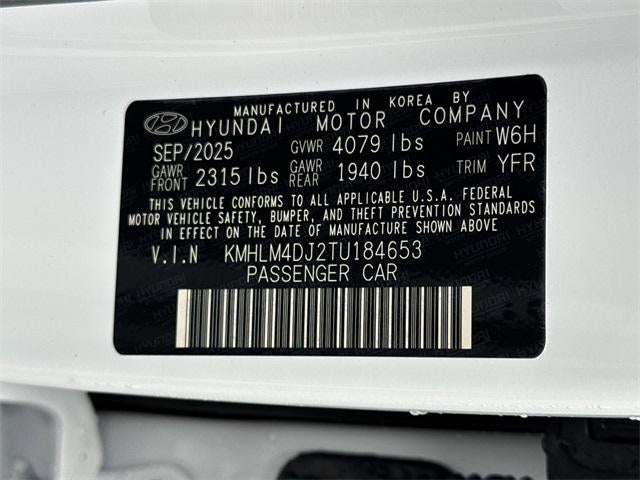 MANUFACTURED IN KOREA BY
HYUNDAI MOTOR COMPANY
SEP/2025 GVWR 4079 lbs PAINT W6H
GAWR FRONT 2315 lbs GAWR REAR 1940 lbs TRIM YFR
THIS VEHICLE CONFORMS TO ALL APPLICABLE U.S.A. FEDERAL
MOTOR VEHICLE SAFETY, BUMPER, AND THEFT PREVENTION STANDARDS
IN EFFECT ON THE DATE OF MANUFACTURE SHOWN ABOVE
V.I.N KMHLM4DJ2TU184653
PASSENGER CAR